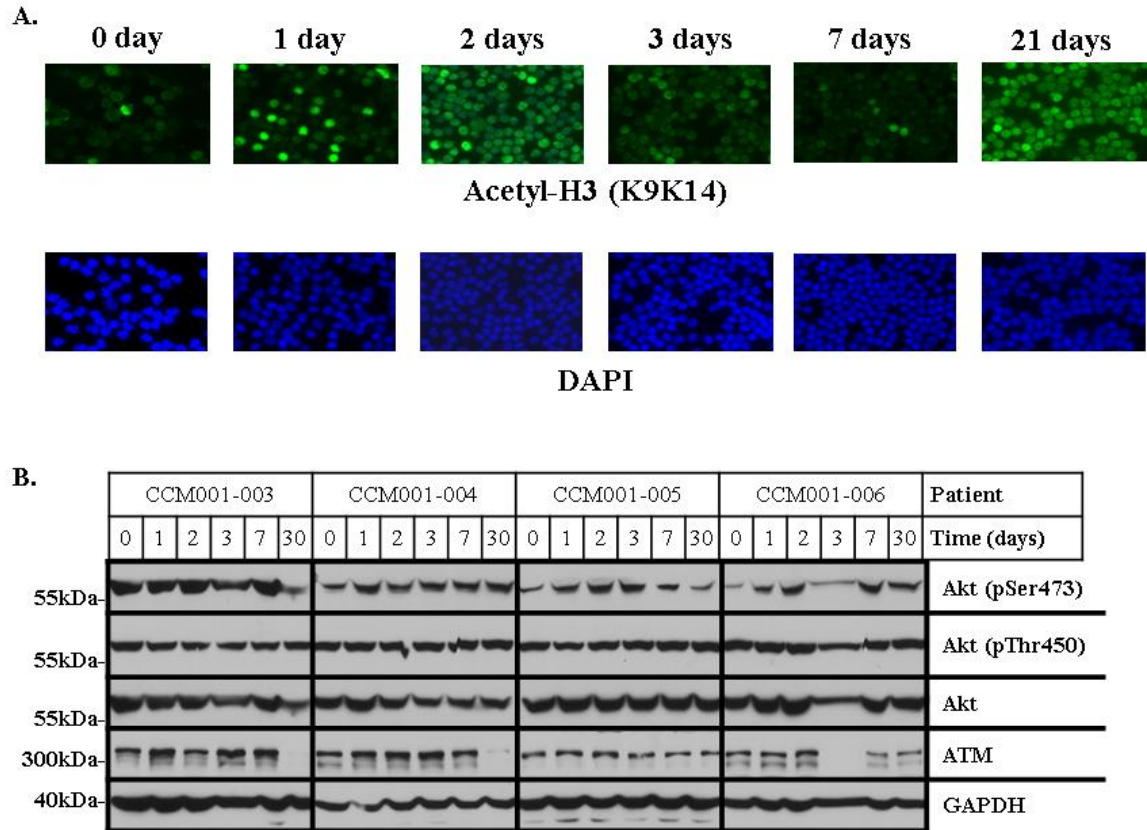 A.
0 day 1 day 2 days 3 days 7 days 21 days
Acetyl-H3 (K9K14)
DAPI
B.
CCM001-003 CCM001-004 CCM001-005 CCM001-006 Patient
0 1 2 3 7 30 0 1 2 3 7 30 0 1 2 3 7 30 0 1 2 3 7 30 Time (days)
55kDa- Akt (pSer473)
55kDa- Akt (pThr450)
55kDa- Akt
300kDa- ATM
40kDa- GAPDH